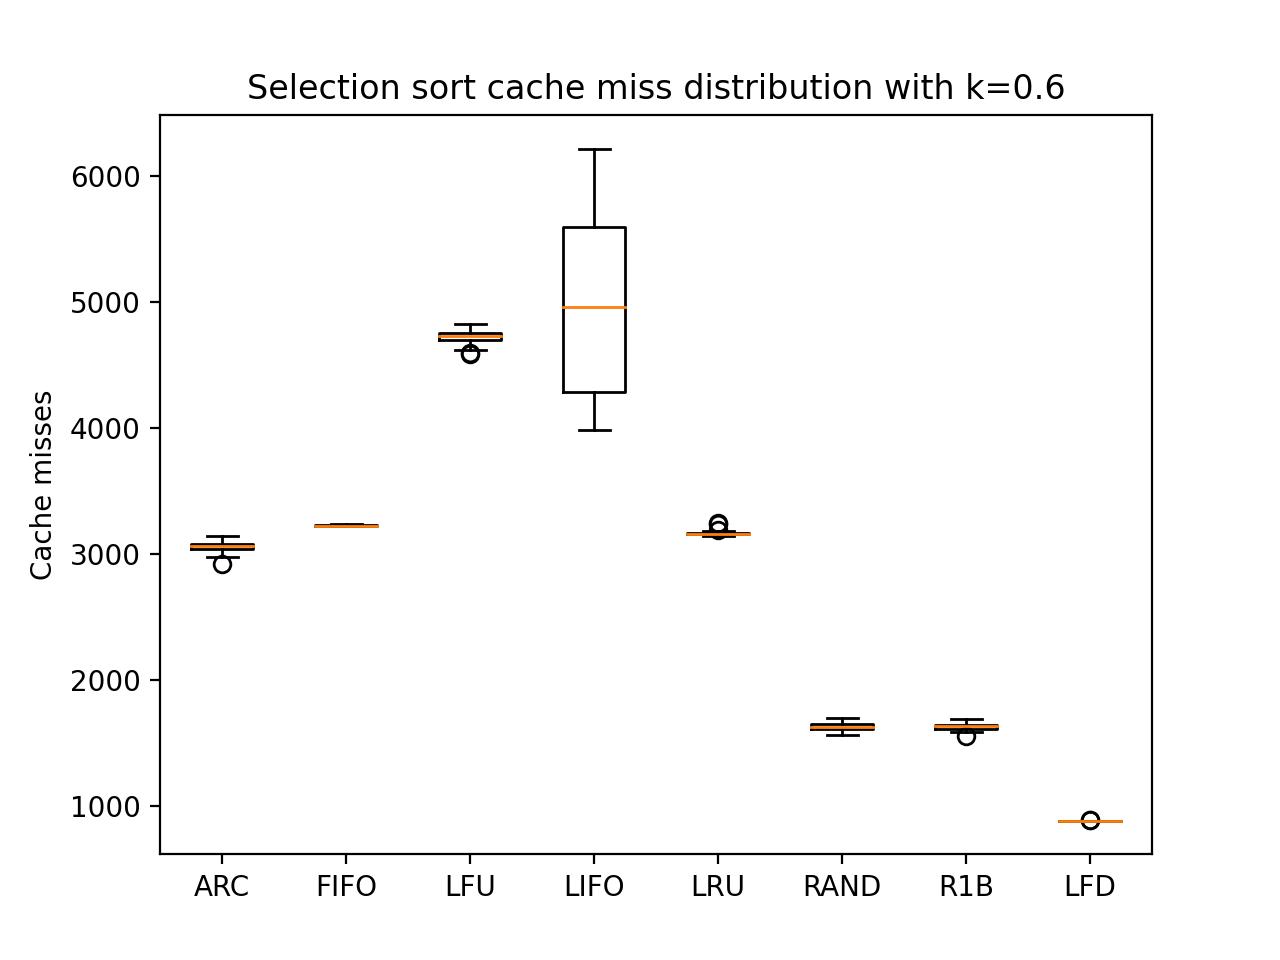 Selection sort cache miss distribution with k=0.6
Cache misses
6000
5000
4000
3000
2000
1000
ARC FIFO LFU LIFO LRU RAND R1B LFD